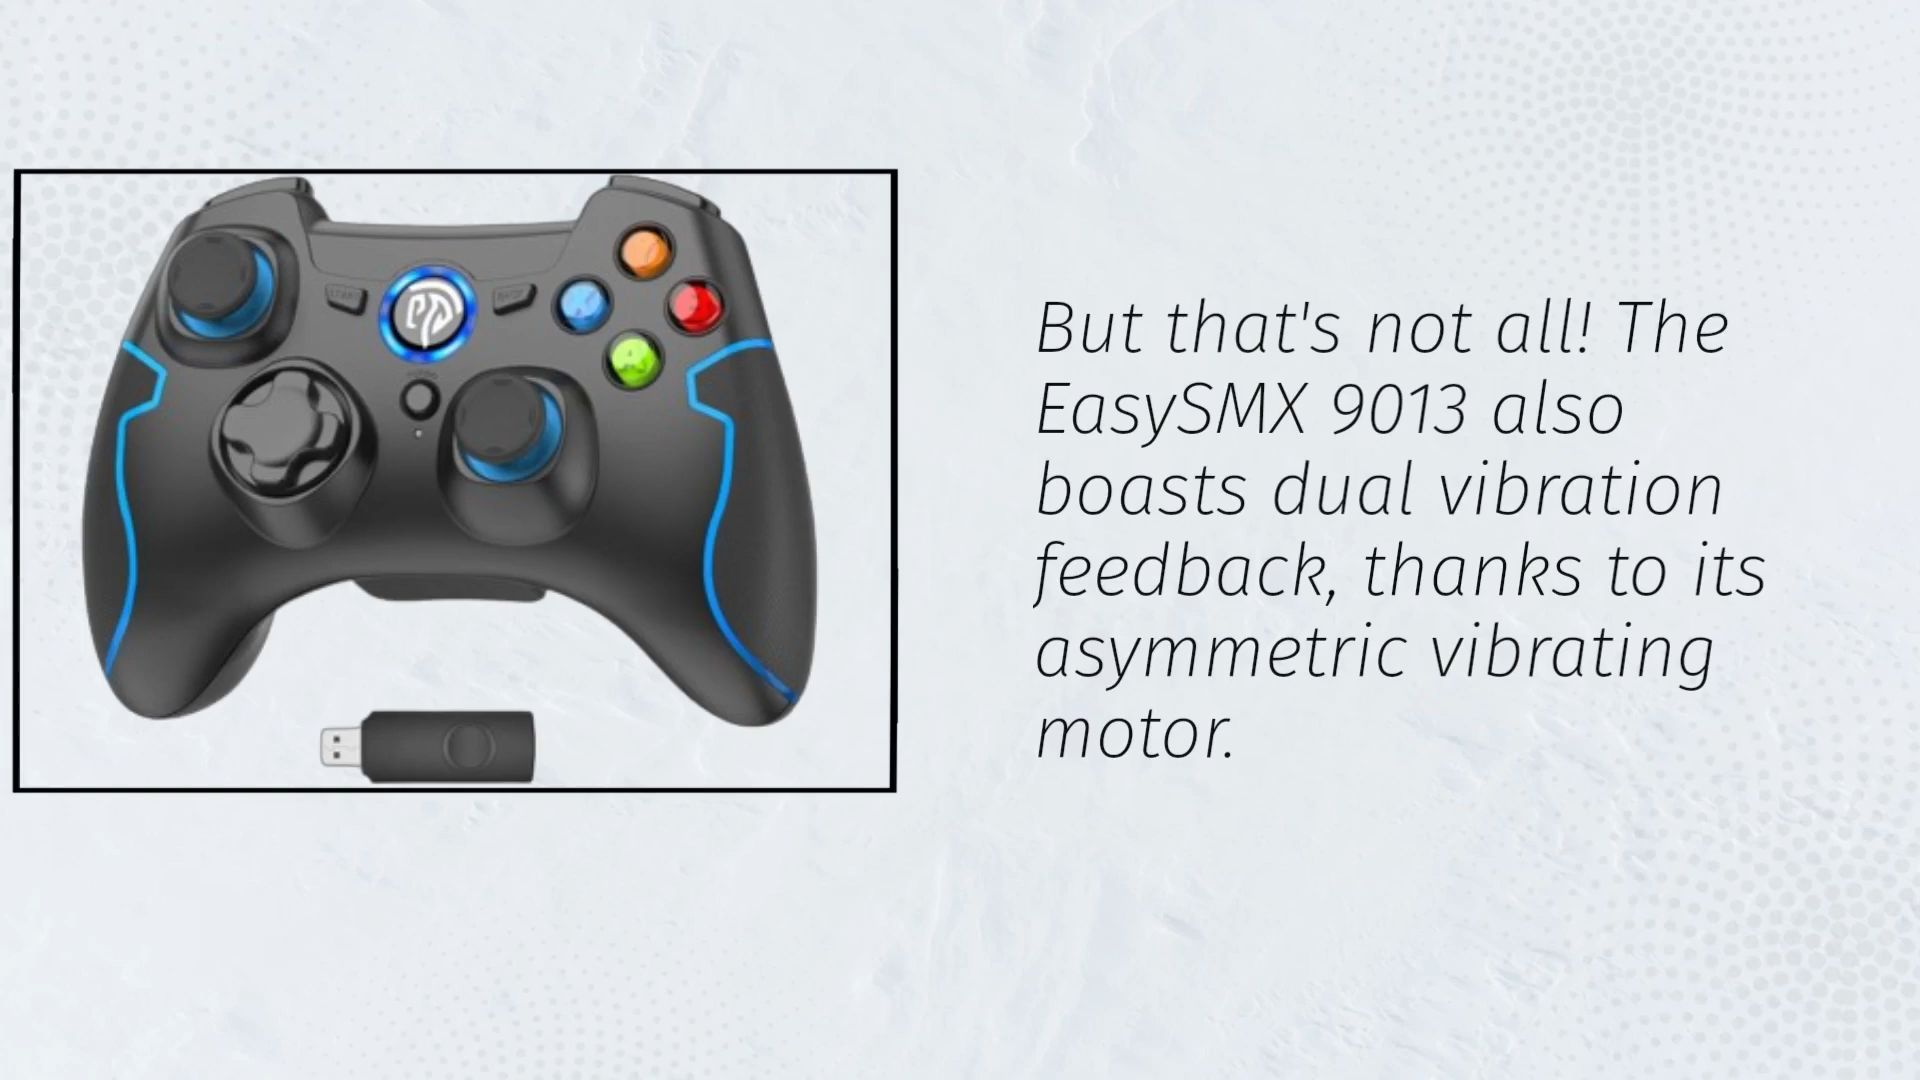 But that's not all! The
EasySMX 9013 also
boasts dual vibration
feedback, thanks to its
asymmetric vibrating
motor.